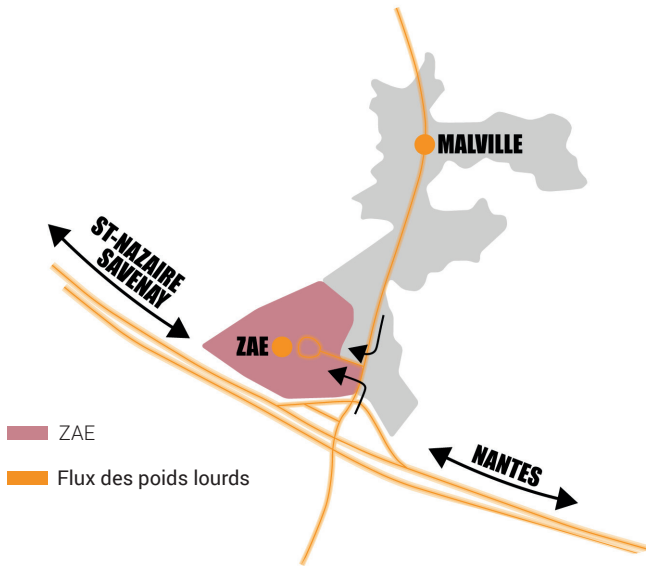 MALVILLE
ST-NAZAIRE
SAVENAY
ZAE
ZAE
Flux des poids lourds
NANTES